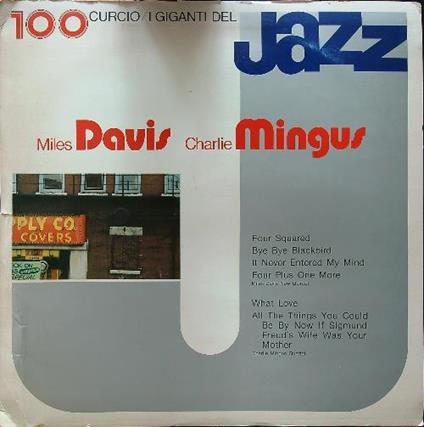 100 CURCIO/I GIGANTI DEL JAZZ
Miles Davis Charlie Mingus
PPLY CO.
COVERS
SPECIAL
Four Squared
Bye Bye Blackbird
It Never Entered My Mind
Four Plus One More
What Love
All The Things You Could
Be By Now If Sigmund
Freud's Wife Was Your
Mother